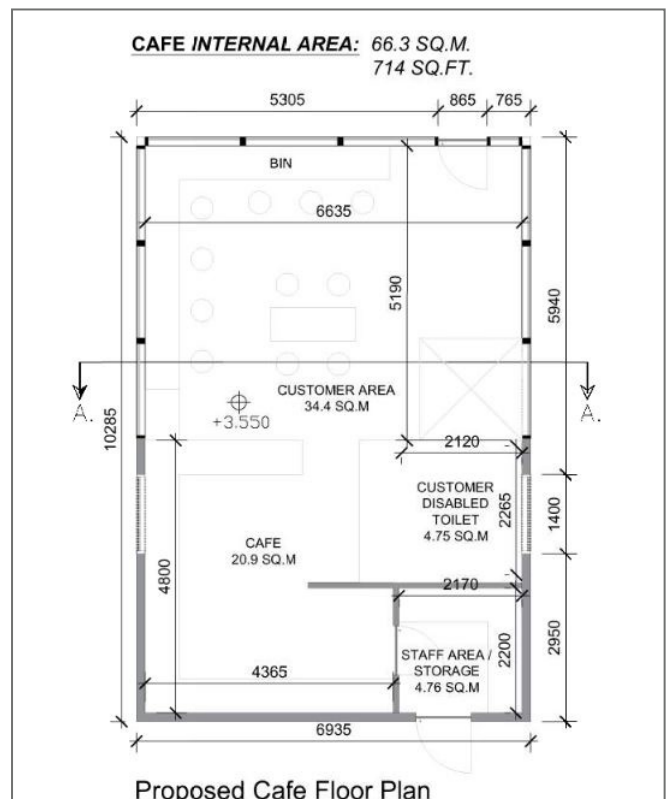 CAFE INTERNAL AREA: 66.3 SQ.M.
714 SQ.FT.
5305
865
765
BIN
6635
5190
5940
CUSTOMER AREA
34.4 SQ.M
+3.550
A.
A.
10285
2120
CUSTOMER
DISABLED
TOILET
4.75 SQ.M
2265
1400
CAFE
20.9 SQ.M
4800
2170
STAFF AREA /
STORAGE
4.76 SQ.M
2200
2950
4365
6935
Proposed Cafe Floor Plan